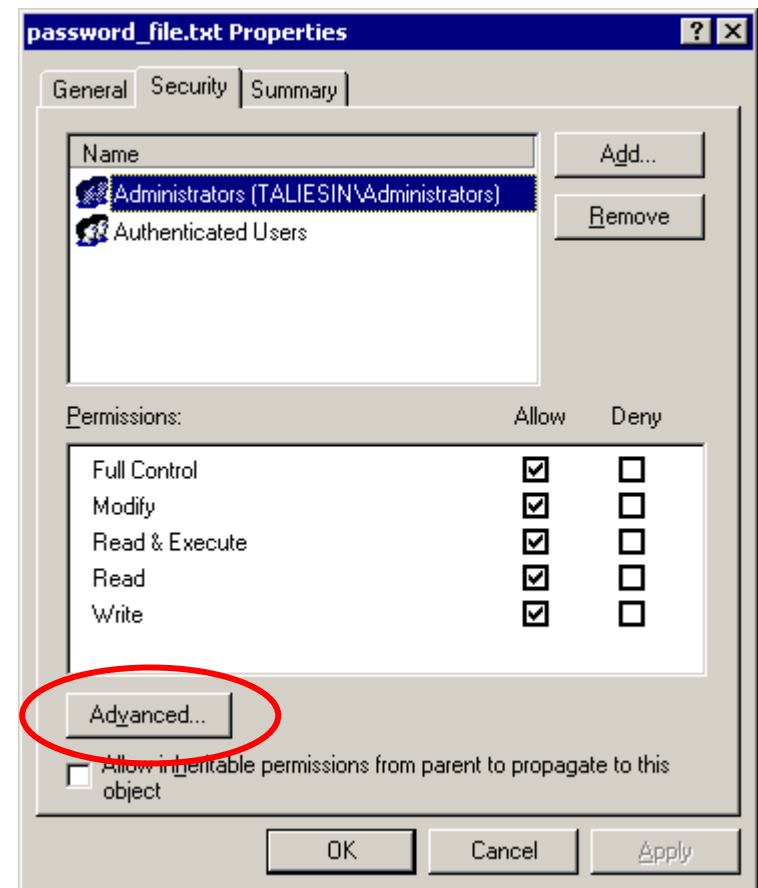 password_file.txt Properties
General Security Summary
Name
Add...
Administrators (TALIESIN\Administrators)
Remove
Authenticated Users
Permissions: Allow Deny
Full Control
Modify
Read & Execute
Read
Write
Advanced...
Allow inheritable permissions from parent to propagate to this
object
OK Cancel Apply